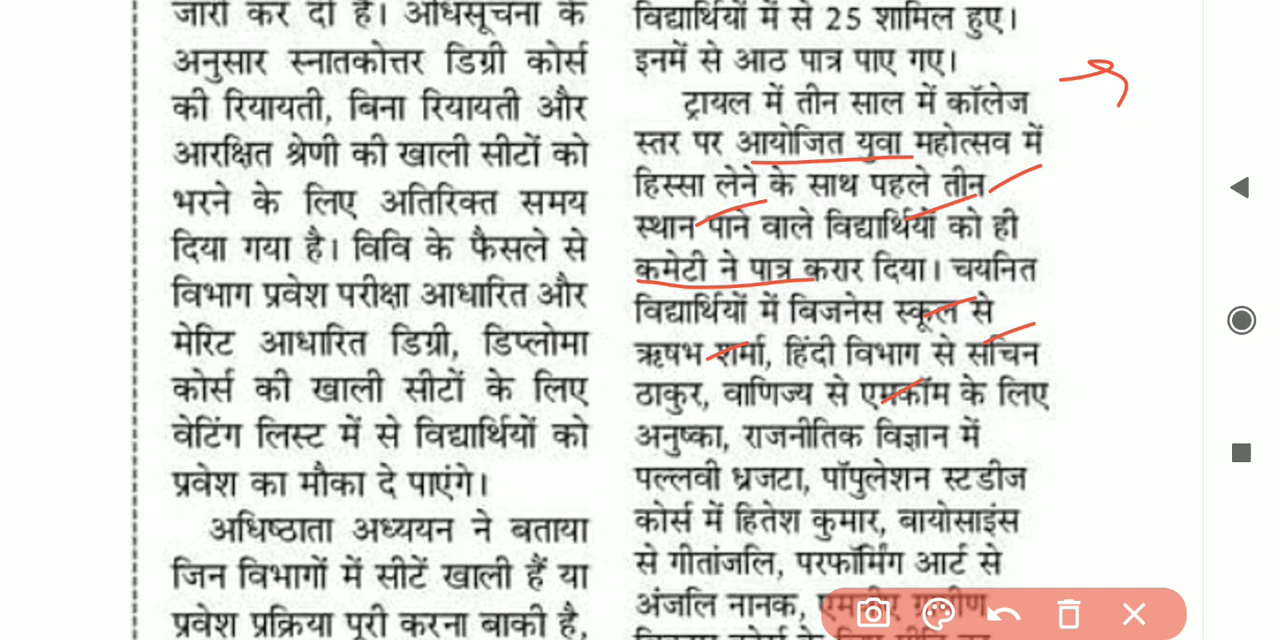 जारी कर दी है। अधिसूचना के
अनुसार स्नातकोत्तर डिग्री कोर्स
की रियायती, बिना रियायती और
आरक्षित श्रेणी की खाली सीटों को
भरने के लिए अतिरिक्त समय
दिया गया है। विवि के फैसले से
विभाग प्रवेश परीक्षा आधारित और
मेरिट आधारित डिग्री, डिप्लोमा
कोर्स की खाली सीटों के लिए
वेटिंग लिस्ट में से विद्यार्थियों को
प्रवेश का मौका दे पाएंगे।
अधिष्ठाता अध्ययन ने बताया
जिन विभागों में सीटें खाली हैं या
प्रवेश प्रक्रिया पूरी करना बाकी है,
विद्यार्थियों में से 25 शामिल हुए।
इनमें से आठ पात्र पाए गए।
ट्रायल में तीन साल में कॉलेज
स्तर पर आयोजित युवा महोत्सव में
हिस्सा लेने के साथ पहले तीन
स्थान पाने वाले विद्यार्थियों को ही
कमेटी ने पात्र करार दिया। चयनित
विद्यार्थियों में बिजनेस स्कूल से
ऋषभ शर्मा, हिंदी विभाग से सचिन
ठाकुर, वाणिज्य से एमकॉम के लिए
अनुष्का, राजनीतिक विज्ञान में
पल्लवी ध्रजटा, पॉपुलेशन स्टडीज
कोर्स में हितेश कुमार, बायोसाइंस
से गीतांजलि, परफॉर्मिंग आर्ट से
अंजलि नानक,